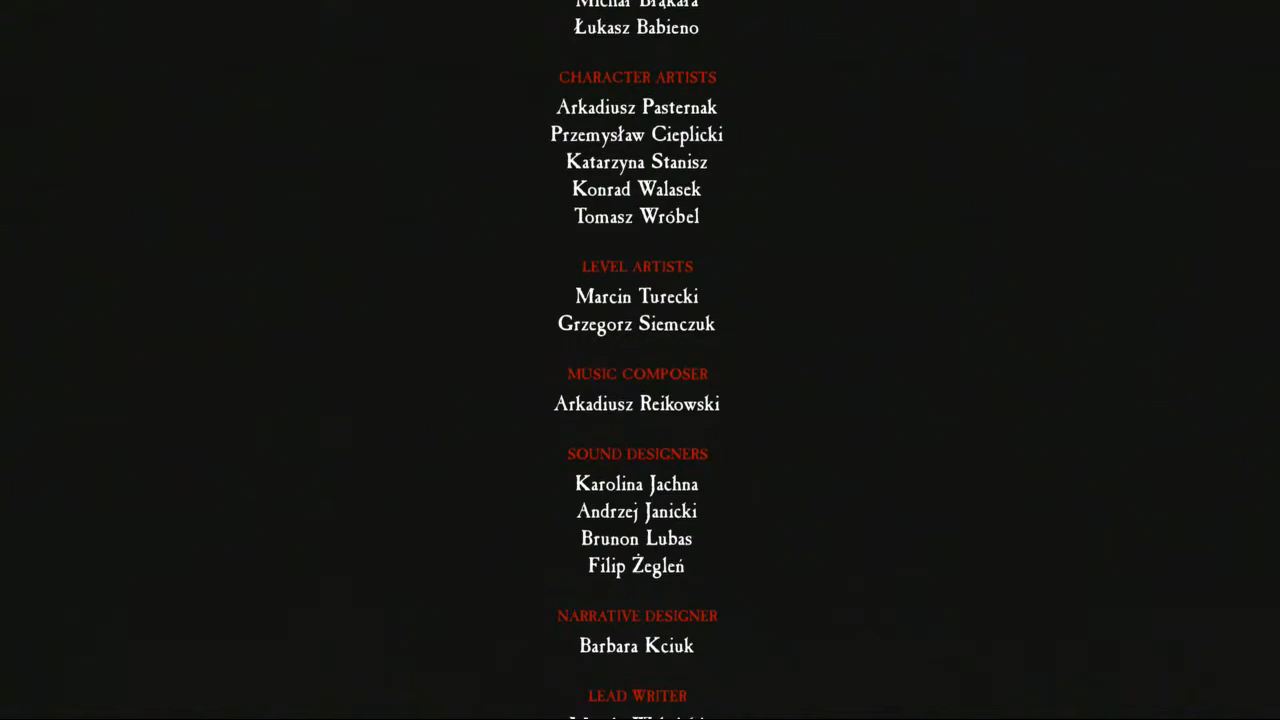 Łukasz Babieno
CHARACTER ARTISTS
Arkadiusz Pasternak
Przemysław Cieplicki
Katarzyna Stanisz
Konrad Walasek
Tomasz Wróbel
LEVEL ARTISTS
Marcin Turecki
Grzegorz Siemczuk
MUSIC COMPOSER
Arkadiusz Reikowski
SOUND DESIGNERS
Karolina Jachna
Andrzej Janicki
Brunon Lubas
Filip Żegleń
NARRATIVE DESIGNER
Barbara Kciuk
LEAD WRITER